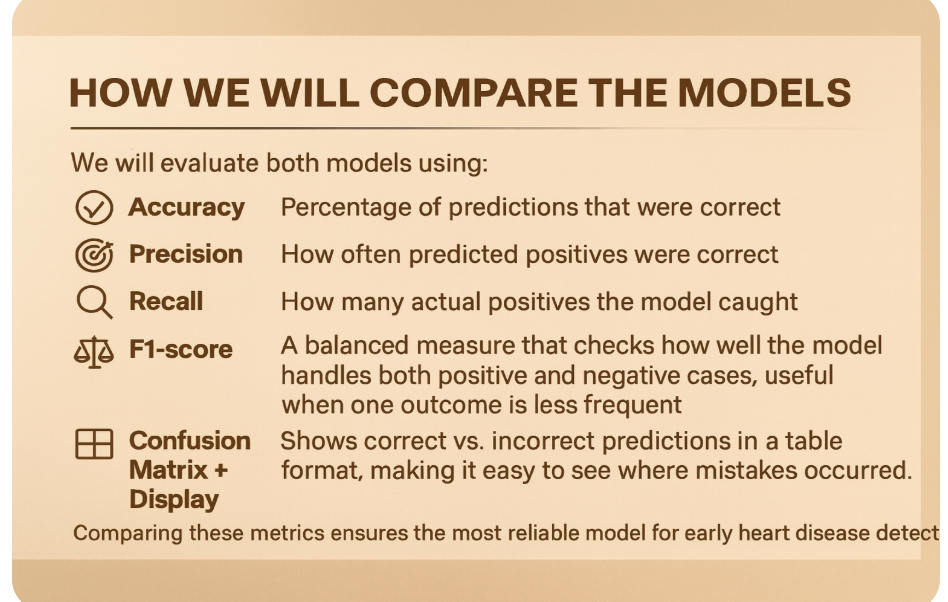 HOW WE WILL COMPARE THE MODELS
We will evaluate both models using:
Accuracy Percentage of predictions that were correct
Precision How often predicted positives were correct
Recall How many actual positives the model caught
F1-score A balanced measure that checks how well the model
handles both positive and negative cases, useful
when one outcome is less frequent
Confusion Shows correct vs. incorrect predictions in a table
Matrix + format, making it easy to see where mistakes occurred.
Display
Comparing these metrics ensures the most reliable model for early heart disease detect